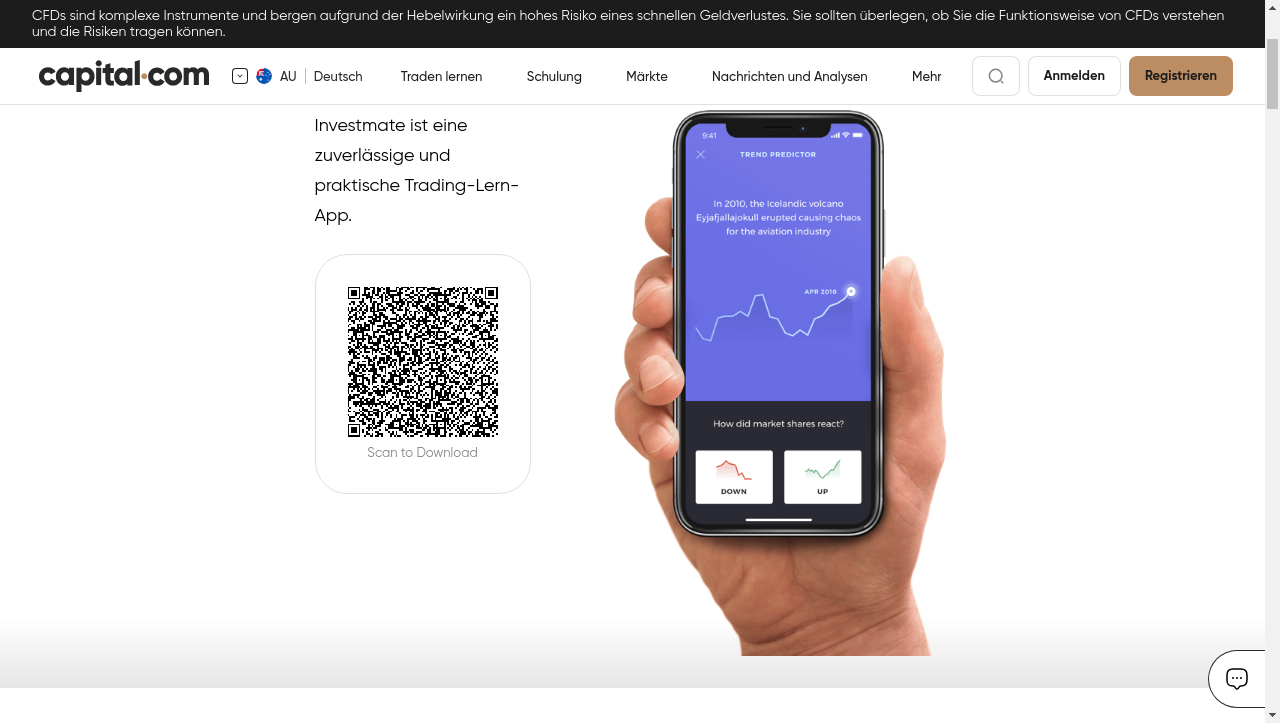 CFDs sind komplexe Instrumente und bergen aufgrund der Hebelwirkung ein hohes Risiko eines schnellen Geldverlustes. Sie sollten überlegen, ob Sie die Funktionsweise von CFDs verstehen
und die Risiken tragen können.
capital.com
AU
Deutsch
Traden lernen
Schulung
Märkte
Nachrichten und Analysen
Mehr
Anmelden
Registrieren
Investmate ist eine
zuverlässige und
praktische Trading-Lern-
App.
Scan to Download
9:41
TREND PREDICTOR
In 2010, the Icelandic volcano
Eyjafjallajokull erupted causing chaos
for the aviation industry
APR 2010
How did market shares react?
DOWN
UP